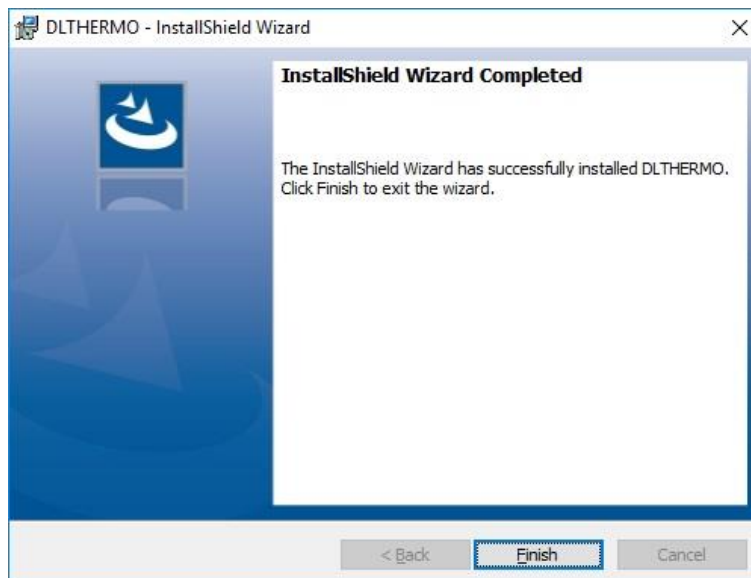 DLTHERMO - InstallShield Wizard
InstallShield Wizard Completed
The InstallShield Wizard has successfully installed DLTHERMO.
Click Finish to exit the wizard.
< Back
Finish
Cancel